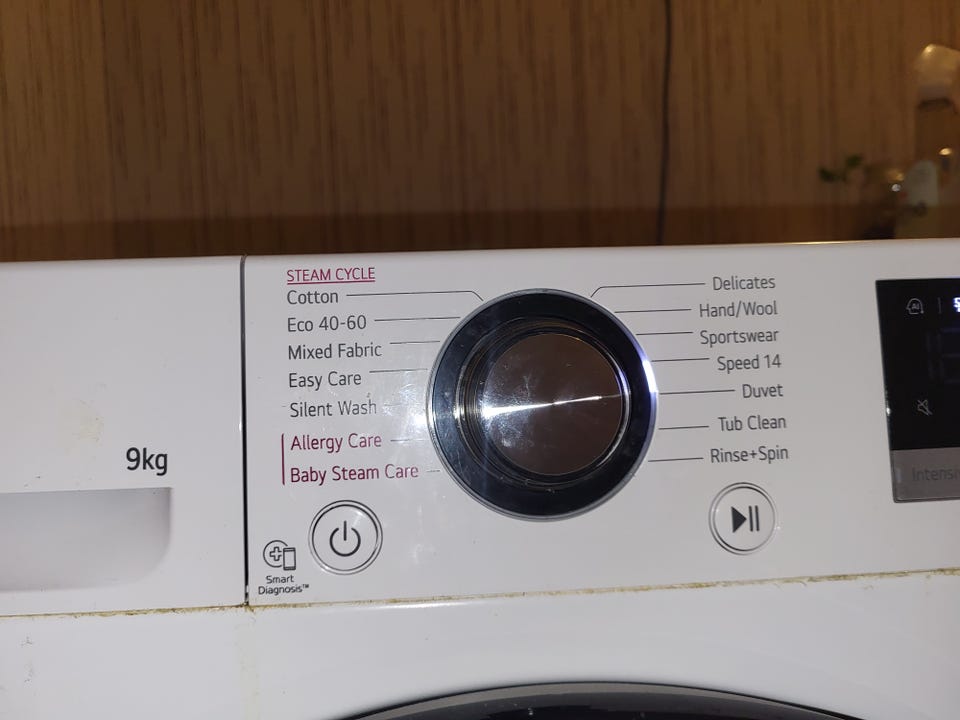 STEAM CYCLE
Cotton
Eco 40-60
Mixed Fabric
Easy Care
Silent Wash
Allergy Care
Baby Steam Care
9kg
Smart
Diagnosis™
Delicates
Hand/Wool
Sportswear
Speed 14
Duvet
Tub Clean
Rinse+Spin
AI